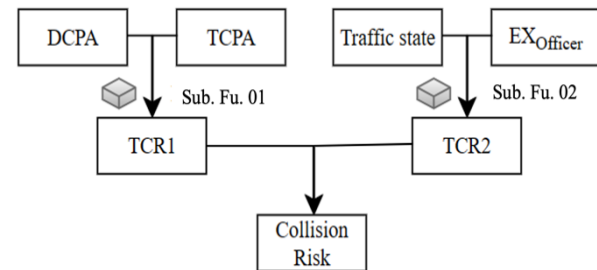 DCPA
TCPA
Traffic state
EXOfficer
Sub. Fu. 01
Sub. Fu. 02
TCR1
TCR2
Collision
Risk